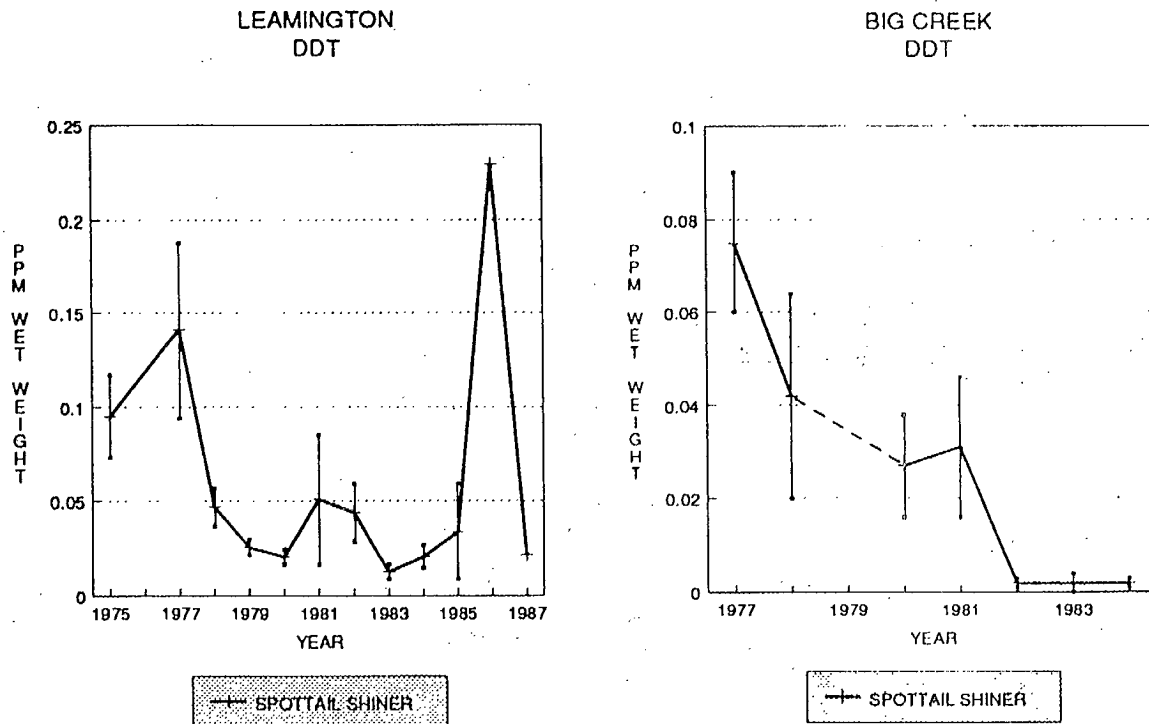 LEAMINGTON
DDT
0.25
0.2
0.15
0.1
0.05
0
PPM WET WEIGHT
1975 1977 1979 1981 1983 1985 1987
YEAR
SPOTTAIL SHINER
BIG CREEK
DDT
0.1
0.08
0.06
0.04
0.02
0
PPM WET WEIGHT
1977 1979 1981 1983
YEAR
SPOTTAIL SHINER